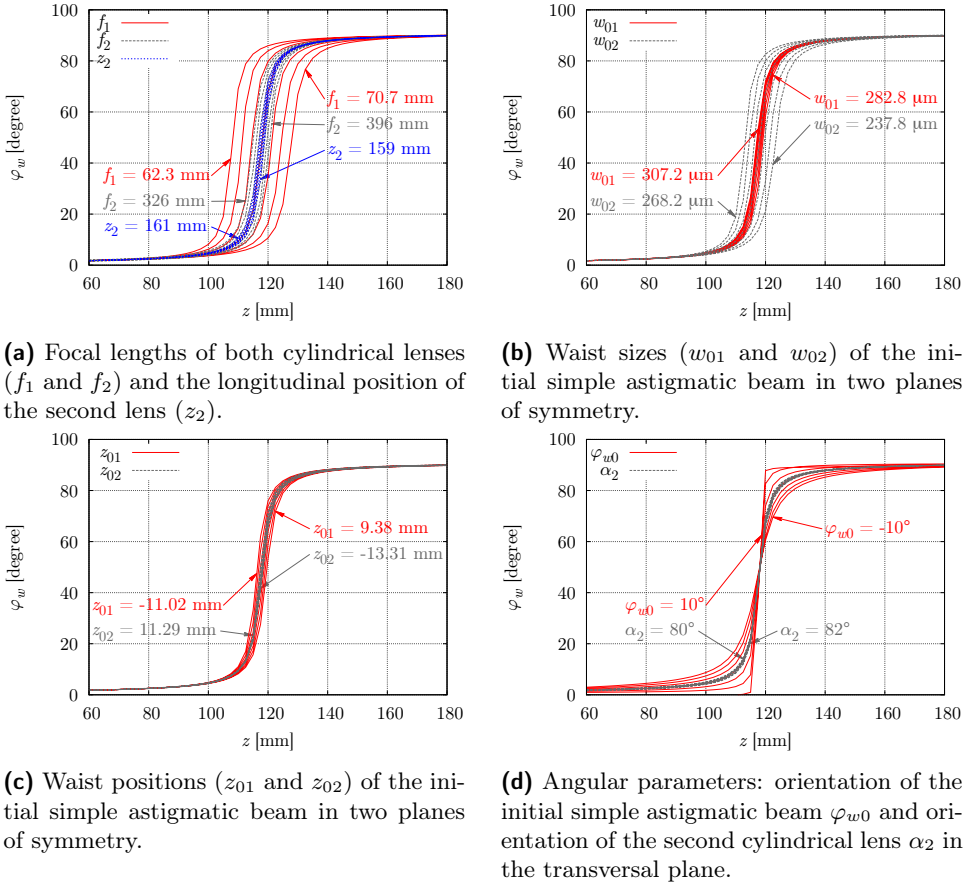 f₁
f₂
z₂
f₁ = 70.7 mm
f₂ = 396 mm
z₂ = 159 mm
f₁ = 62.3 mm
f₂ = 326 mm
z₂ = 161 mm
100
80
60
40
20
0
φ_w [degree]
60 80 100 120 140 160 180
z [mm]
w₀₁
w₀₂
w₀₁ = 282.8 µm
w₀₂ = 237.8 µm
w₀₁ = 307.2 µm
w₀₂ = 268.2 µm
100
80
60
40
20
0
φ_w [degree]
60 80 100 120 140 160 180
z [mm]
(a) Focal lengths of both cylindrical lenses
(f₁ and f₂) and the longitudinal position of
the second lens (z₂).
(b) Waist sizes (w₀₁ and w₀₂) of the ini-
tial simple astigmatic beam in two planes
of symmetry.
z₀₁
z₀₂
z₀₁ = 9.38 mm
z₀₂ = -13.31 mm
z₀₁ = -11.02 mm
z₀₂ = 11.29 mm
100
80
60
40
20
0
φ_w [degree]
60 80 100 120 140 160 180
z [mm]
φ_w0
α₂
φ_w0 = -10°
φ_w0 = 10°
α₂ = 80°
α₂ = 82°
100
80
60
40
20
0
φ_w [degree]
60 80 100 120 140 160 180
z [mm]
(c) Waist positions (z₀₁ and z₀₂) of the ini-
tial simple astigmatic beam in two planes
of symmetry.
(d) Angular parameters: orientation of the
initial simple astigmatic beam φ_w0 and ori-
entation of the second cylindrical lens α₂ in
the transversal plane.